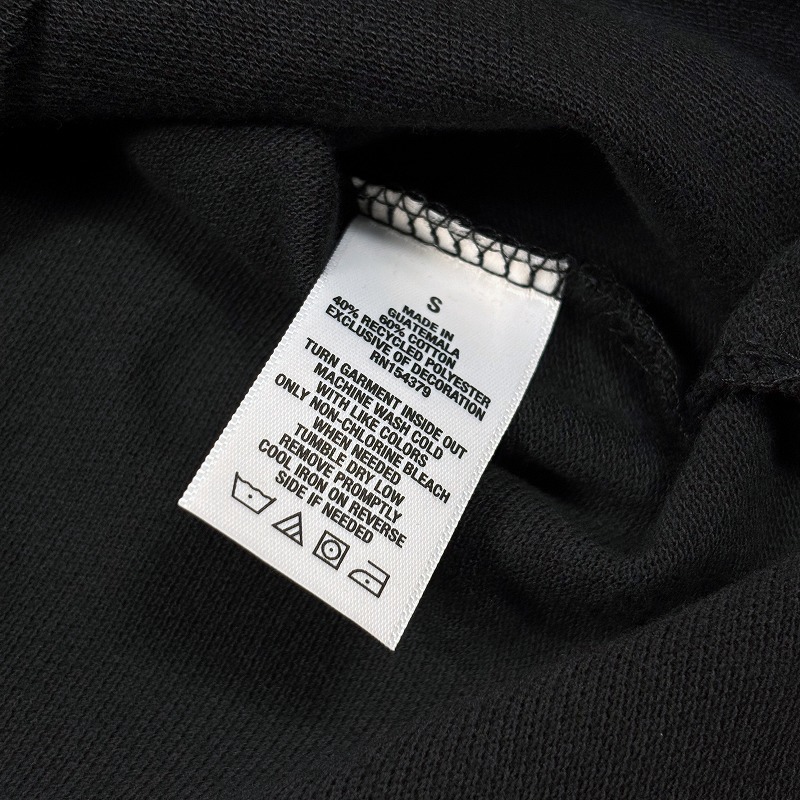 S
MADE IN
GUATEMALA
60% COTTON
40% RECYCLED POLYESTER
EXCLUSIVE OF DECORATION
RN154379
TURN GARMENT INSIDE OUT
MACHINE WASH COLD
WITH LIKE COLORS
ONLY NON-CHLORINE BLEACH
WHEN NEEDED
TUMBLE DRY LOW
REMOVE PROMPTLY
COOL IRON ON REVERSE
SIDE IF NEEDED